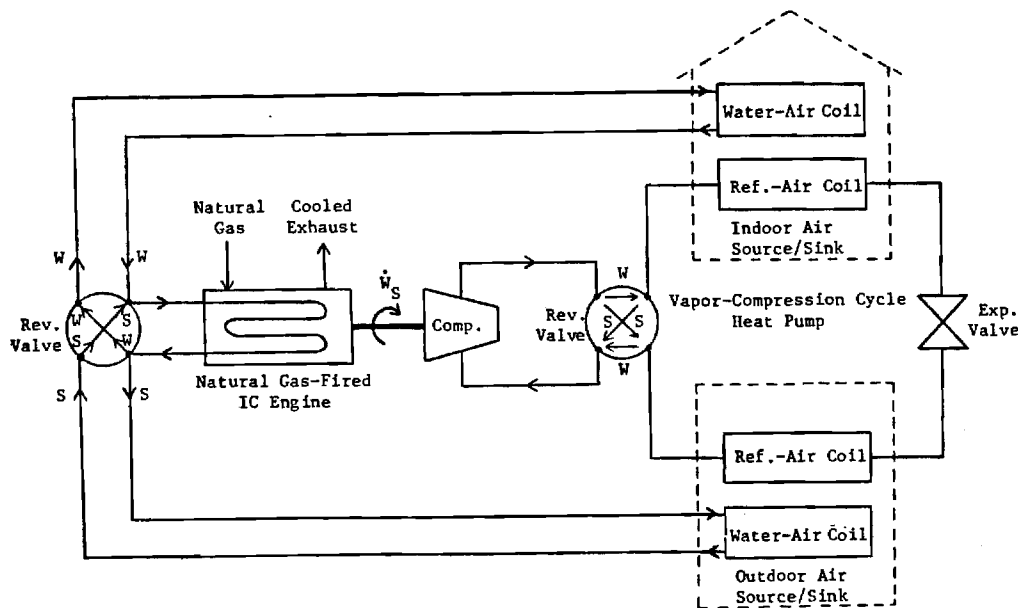 Water-Air Coil
Ref.-Air Coil
Indoor Air
Source/Sink
Natural
Gas
Cooled
Exhaust
W
W
Ẇ_S
W
Rev.
Valve
W
S
S
W
Comp.
Rev.
Valve
S
S
W
Vapor-Compression Cycle
Heat Pump
Exp.
Valve
Natural Gas-Fired
IC Engine
S
S
Ref.-Air Coil
Water-Air Coil
Outdoor Air
Source/Sink